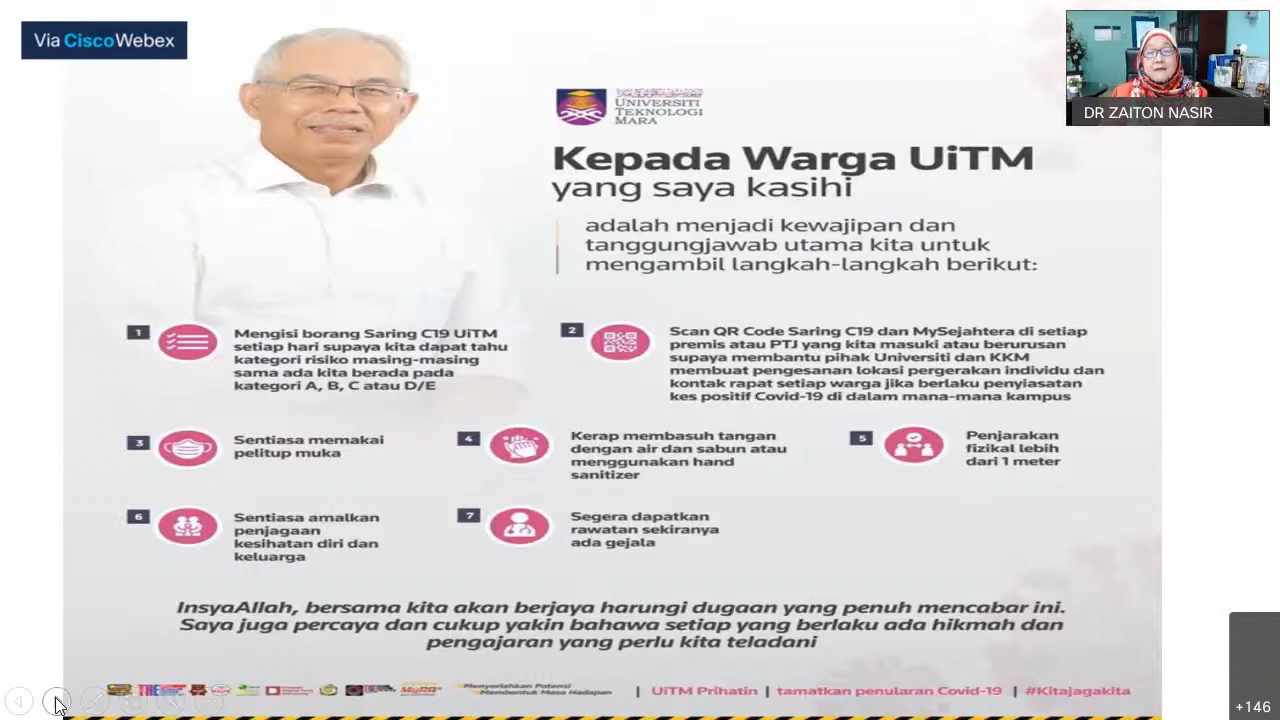 Via Cisco Webex
DR ZAITON NASIR
UNIVERSITI
TEKNOLOGI
MARA
Kepada Warga UiTM
yang saya kasihi
adalah menjadi kewajipan dan
tanggungjawab utama kita untuk
mengambil langkah-langkah berikut:
1
Mengisi borang Saring C19 UiTM
setiap hari supaya kita dapat tahu
kategori risiko masing-masing
sama ada kita berada pada
kategori A, B, C atau D/E
2
Scan QR Code Saring C19 dan MySejahtera di setiap
premis atau PTJ yang kita masuki atau berurusan
supaya membantu pihak Universiti dan KKM
membuat pengesanan lokasi pergerakan individu dan
kontak rapat setiap warga jika berlaku penyiasatan
kes positif Covid-19 di dalam mana-mana kampus
3
Sentiasa memakai
pelitup muka
4
Kerap membasuh tangan
dengan air dan sabun atau
menggunakan hand
sanitizer
5
Penjarakan
fizikal lebih
dari 1 meter
6
Sentiasa amalkan
penjagaan
kesihatan diri dan
keluarga
7
Segera dapatkan
rawatan sekiranya
ada gejala
InsyaAllah, bersama kita akan berjaya harungi dugaan yang penuh mencabar ini.
Saya juga percaya dan cukup yakin bahawa setiap yang berlaku ada hikmah dan
pengajaran yang perlu kita teladani
Menyerlahkan Potensi
Membentuk Masa Hadapan
| UiTM Prihatin | tamatkan penularan Covid-19 | #Kitajagakita
+146